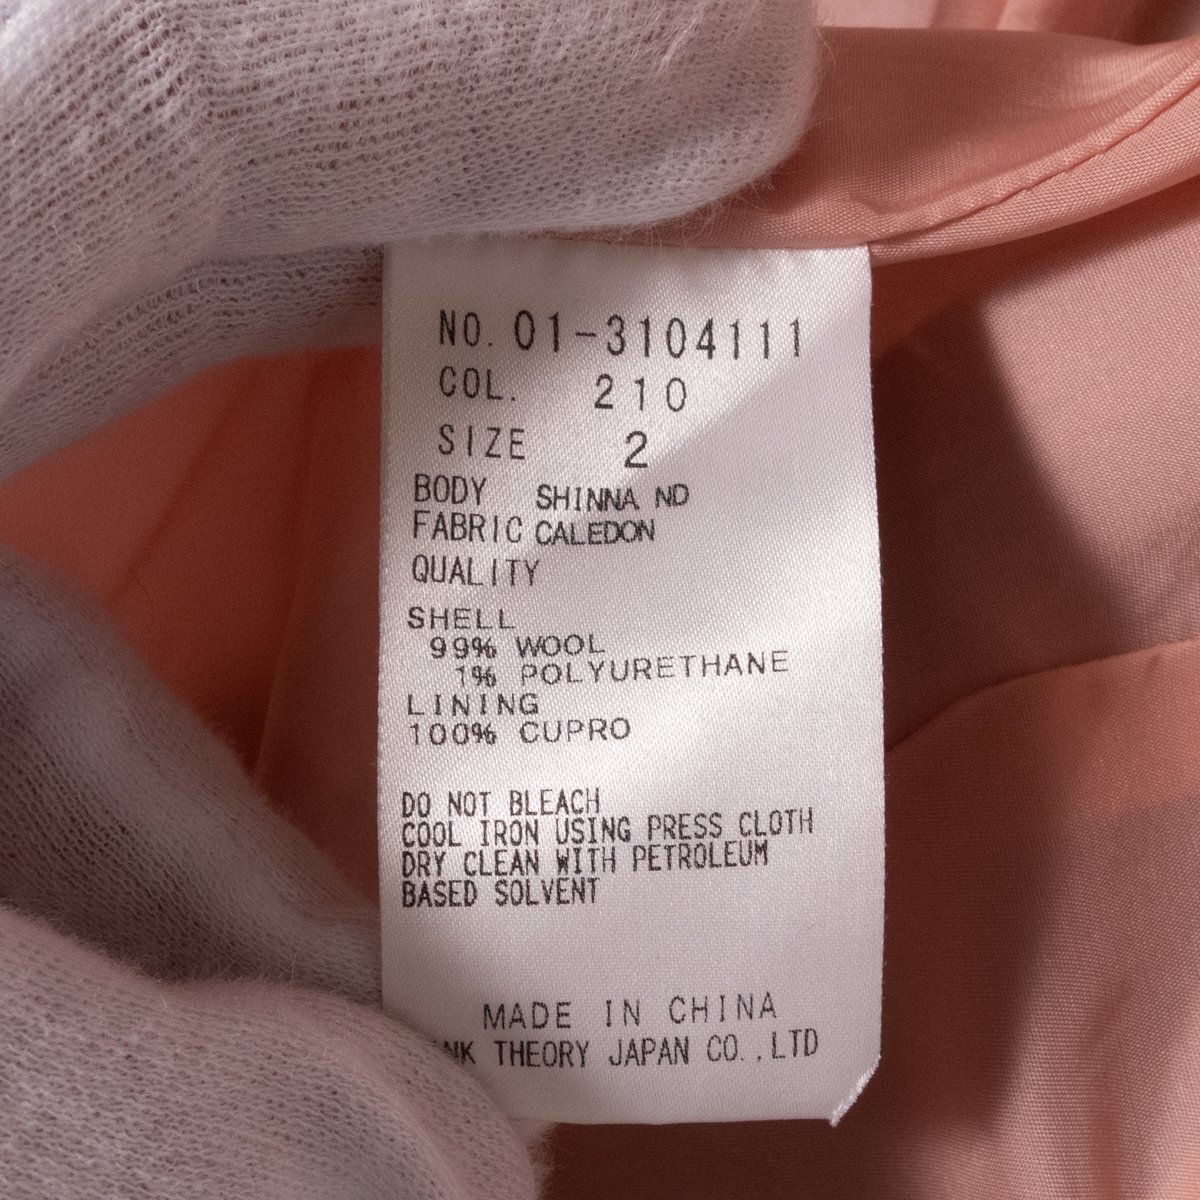 NO. 01-3104111
COL. 210
SIZE 2
BODY SHINNA ND
FABRIC CALEDON
QUALITY
SHELL
99% WOOL
1% POLYURETHANE
LINING
100% CUPRO
DO NOT BLEACH
COOL IRON USING PRESS CLOTH
DRY CLEAN WITH PETROLEUM
BASED SOLVENT
MADE IN CHINA
THEORY JAPAN CO.,LTD